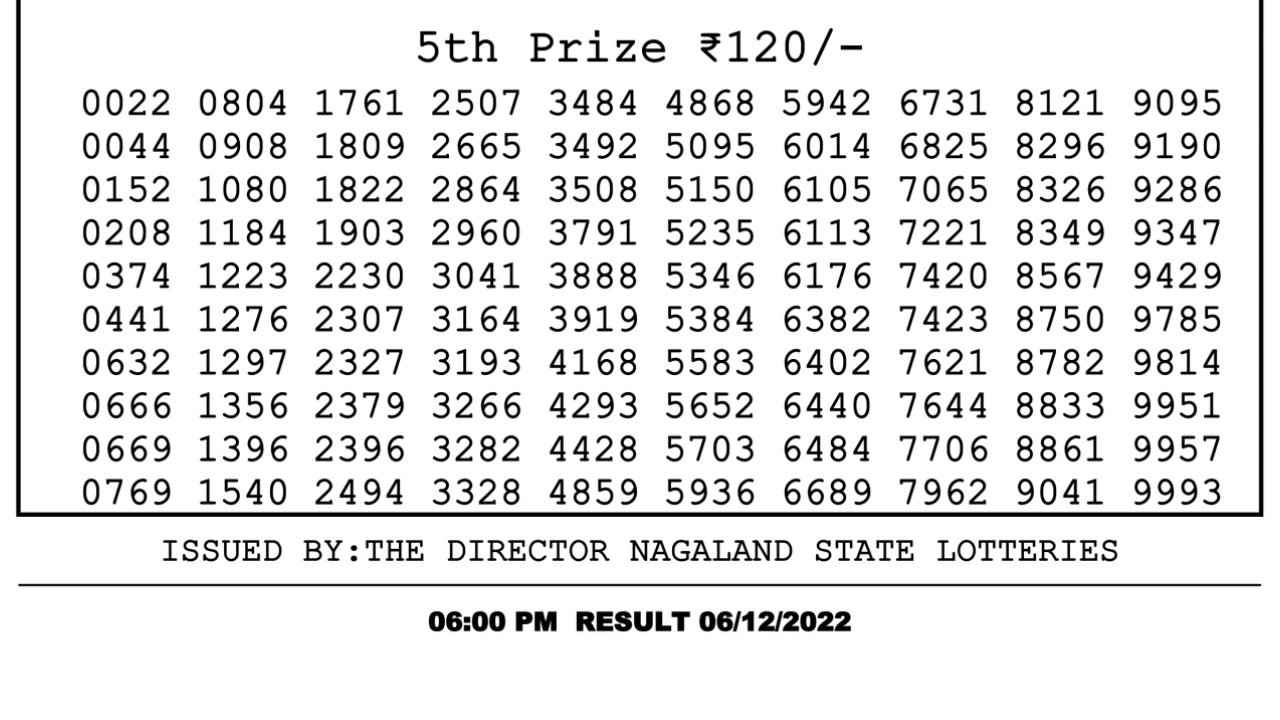 5th Prize ₹120/-
0022 0804 1761 2507 3484 4868 5942 6731 8121 9095
0044 0908 1809 2665 3492 5095 6014 6825 8296 9190
0152 1080 1822 2864 3508 5150 6105 7065 8326 9286
0208 1184 1903 2960 3791 5235 6113 7221 8349 9347
0374 1223 2230 3041 3888 5346 6176 7420 8567 9429
0441 1276 2307 3164 3919 5384 6382 7423 8750 9785
0632 1297 2327 3193 4168 5583 6402 7621 8782 9814
0666 1356 2379 3266 4293 5652 6440 7644 8833 9951
0669 1396 2396 3282 4428 5703 6484 7706 8861 9957
0769 1540 2494 3328 4859 5936 6689 7962 9041 9993
ISSUED BY:THE DIRECTOR NAGALAND STATE LOTTERIES
06:00 PM RESULT 06/12/2022